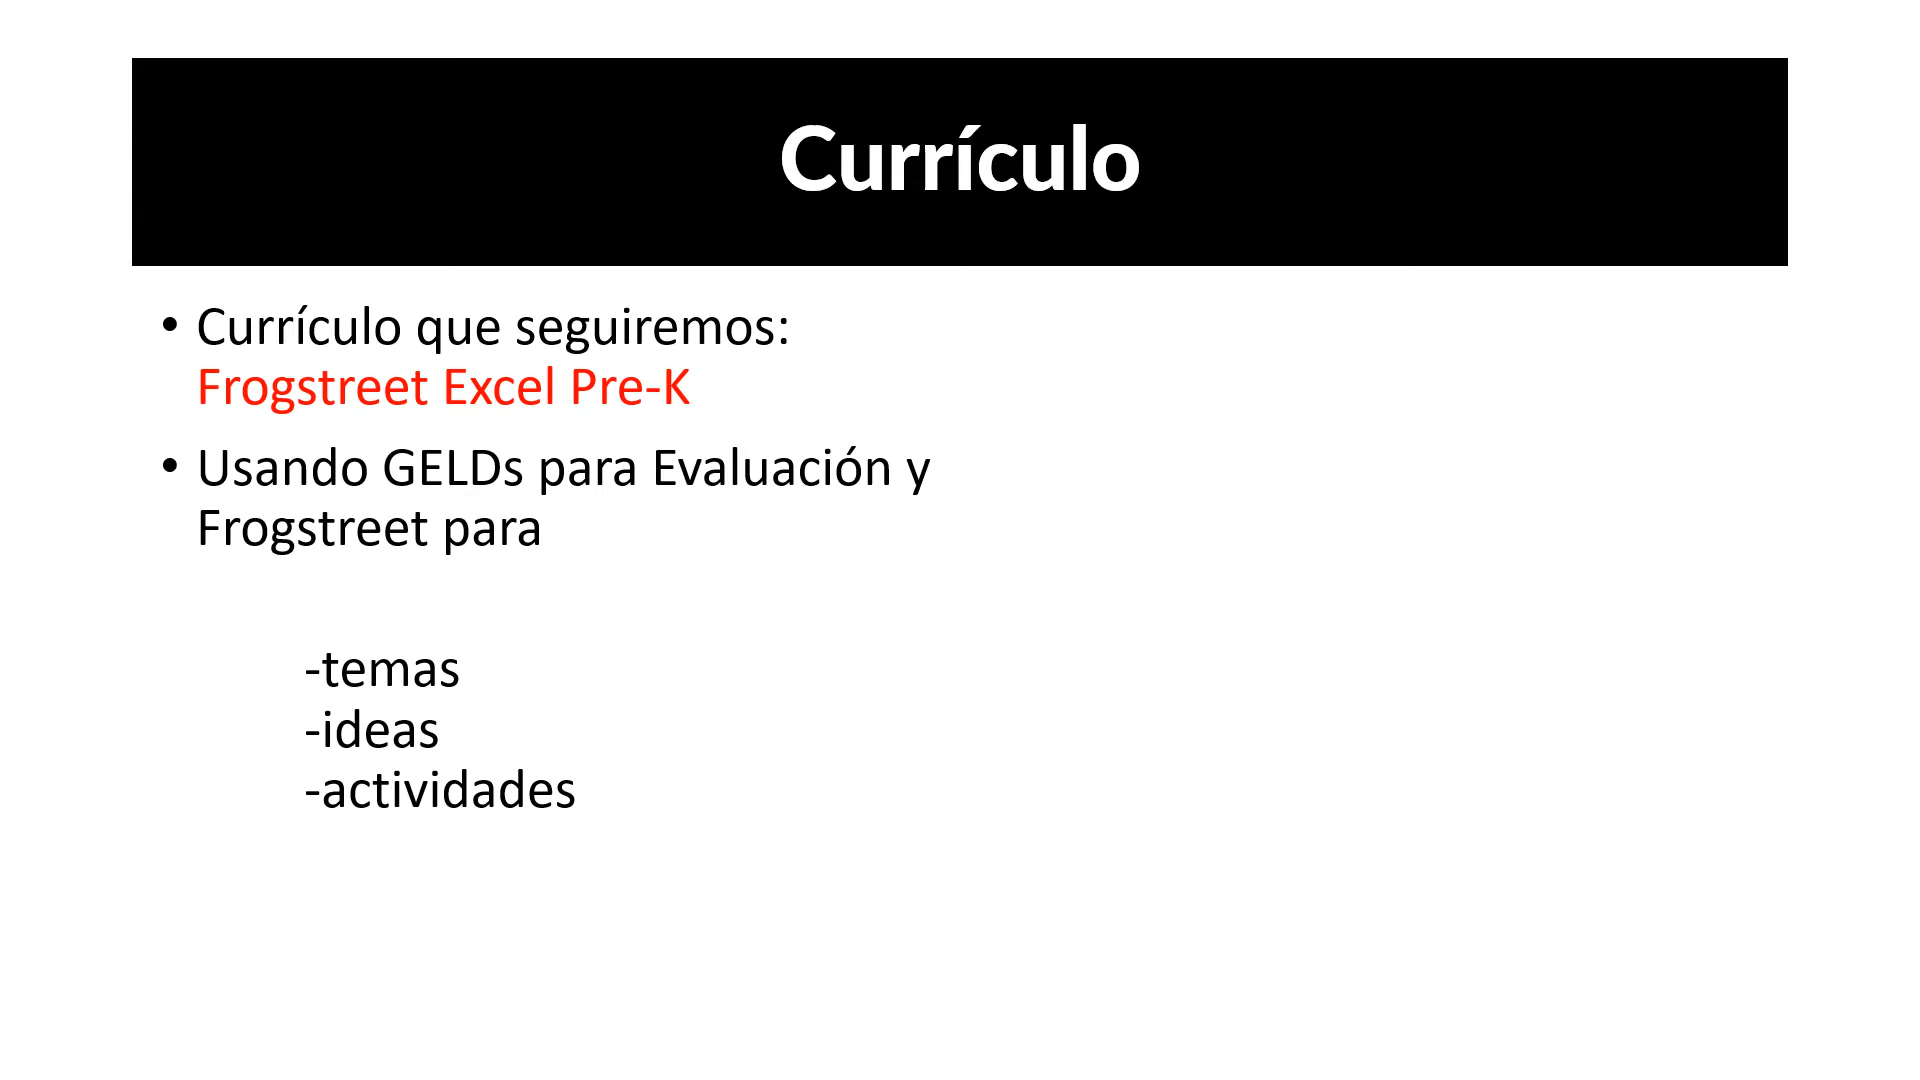 Currículo
• Currículo que seguiremos:
Frogstreet Excel Pre-K
• Usando GELDs para Evaluación y
Frogstreet para
-temas
-ideas
-actividades